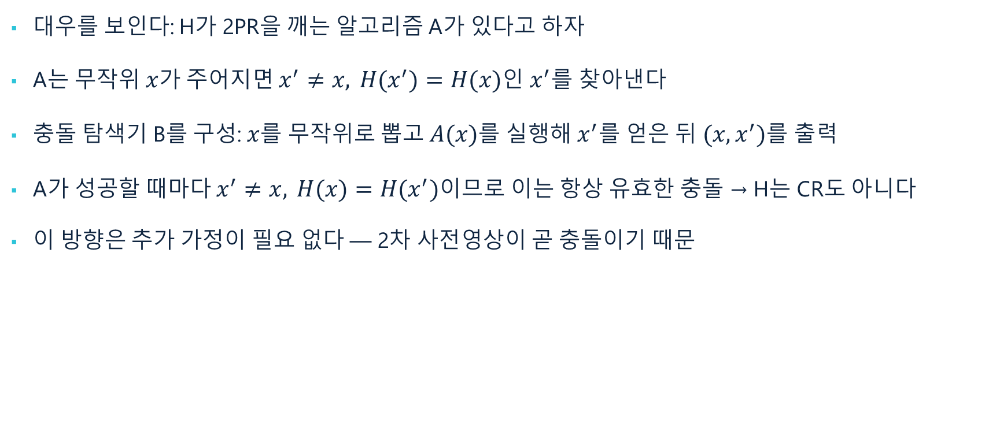 ▪ 대우를 보인다: H가 2PR을 깨는 알고리즘 A가 있다고 하자
▪ A는 무작위 x가 주어지면 x′ ≠ x, H(x′) = H(x)인 x′를 찾아낸다
▪ 충돌 탐색기 B를 구성: x를 무작위로 뽑고 A(x)를 실행해 x′를 얻은 뒤 (x, x′)를 출력
▪ A가 성공할 때마다 x′ ≠ x, H(x) = H(x′)이므로 이는 항상 유효한 충돌 → H는 CR도 아니다
▪ 이 방향은 추가 가정이 필요 없다 — 2차 사전영상이 곧 충돌이기 때문